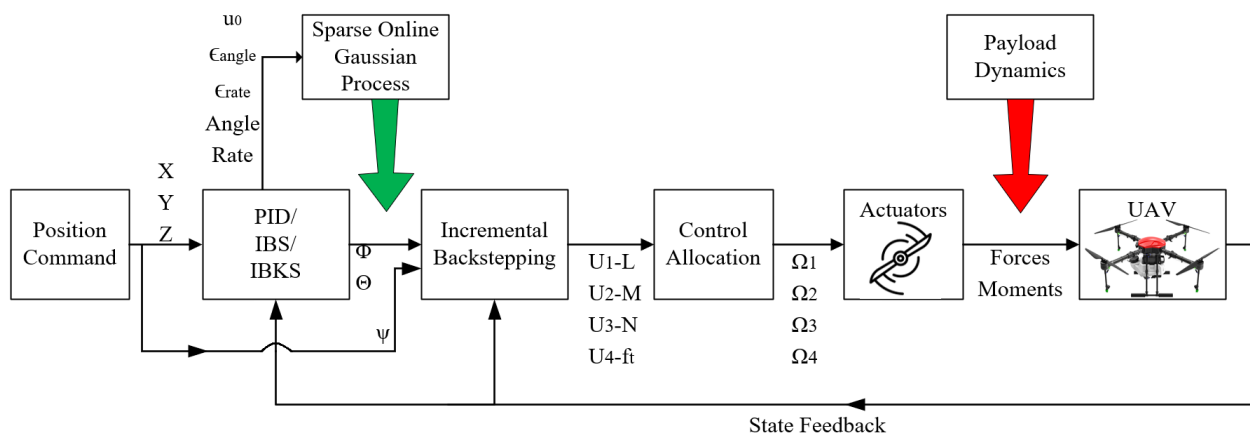 u0
ϵangle
ϵrate
Angle
Rate
Sparse Online
Gaussian
Process
Payload
Dynamics
Position
Command
X
Y
Z
PID/
IBS/
IBKS
Φ
Θ
ψ
Incremental
Backstepping
U1-L
U2-M
U3-N
U4-ft
Control
Allocation
Ω1
Ω2
Ω3
Ω4
Actuators
Forces
Moments
UAV
State Feedback